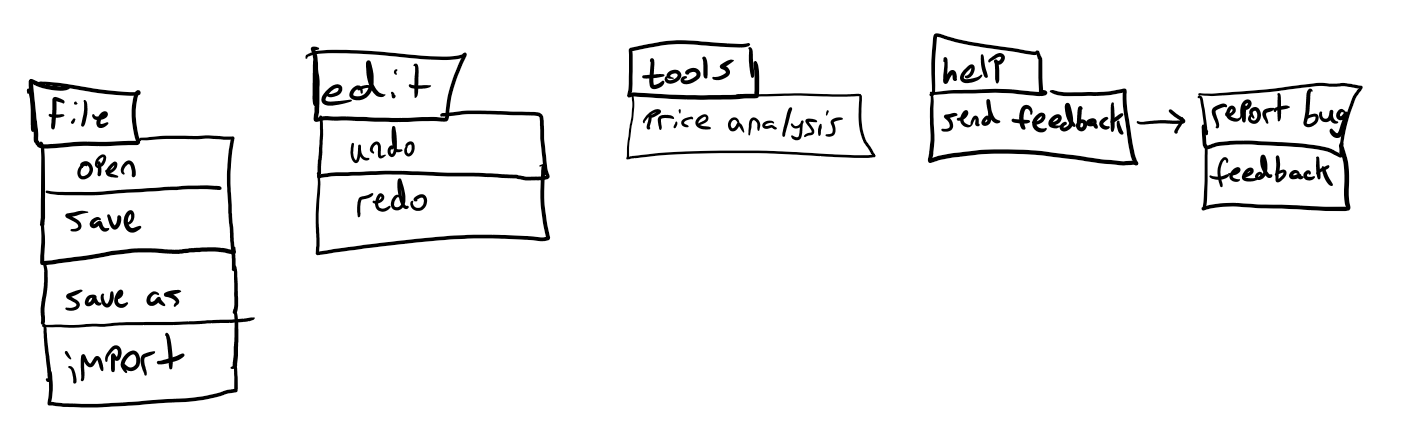 File
open
save
save as
import
edit
undo
redo
tools
Price analysis
help
send feedback
report bug
feedback